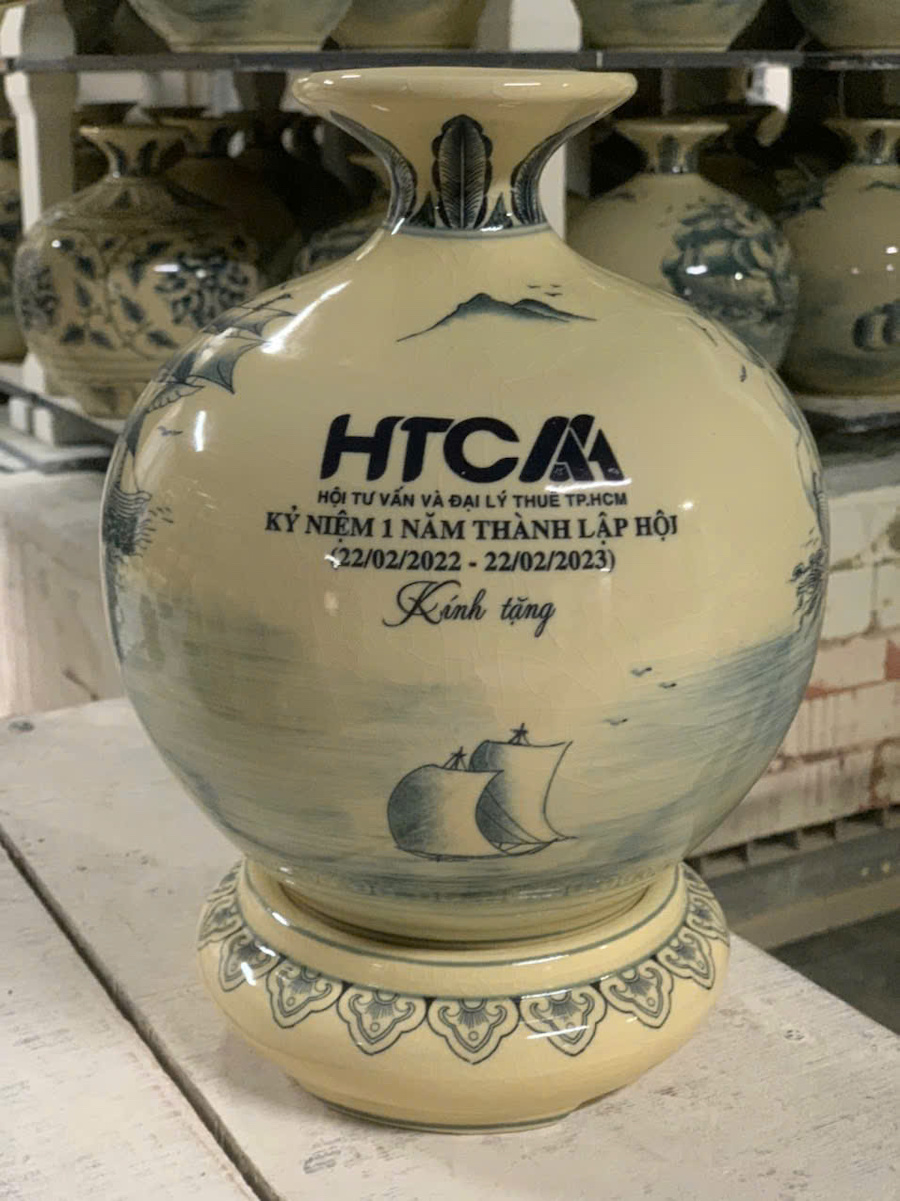 HTCAA
HỘI TƯ VẤN VÀ ĐẠI LÝ THUẾ TP.HCM
KỶ NIỆM 1 NĂM THÀNH LẬP HỘI
(22/02/2022 - 22/02/2023)
Kính tặng